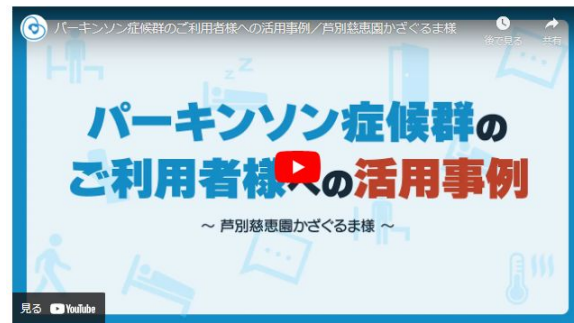 パーキンソン症候群のご利用者様への活用事例／芦別慈恵園かざぐるま様
後で見る
共有
z Z
パーキンソン症候群の
ご利用者様への活用事例
～ 芦別慈恵園かざぐるま様 ～
見る YouTube